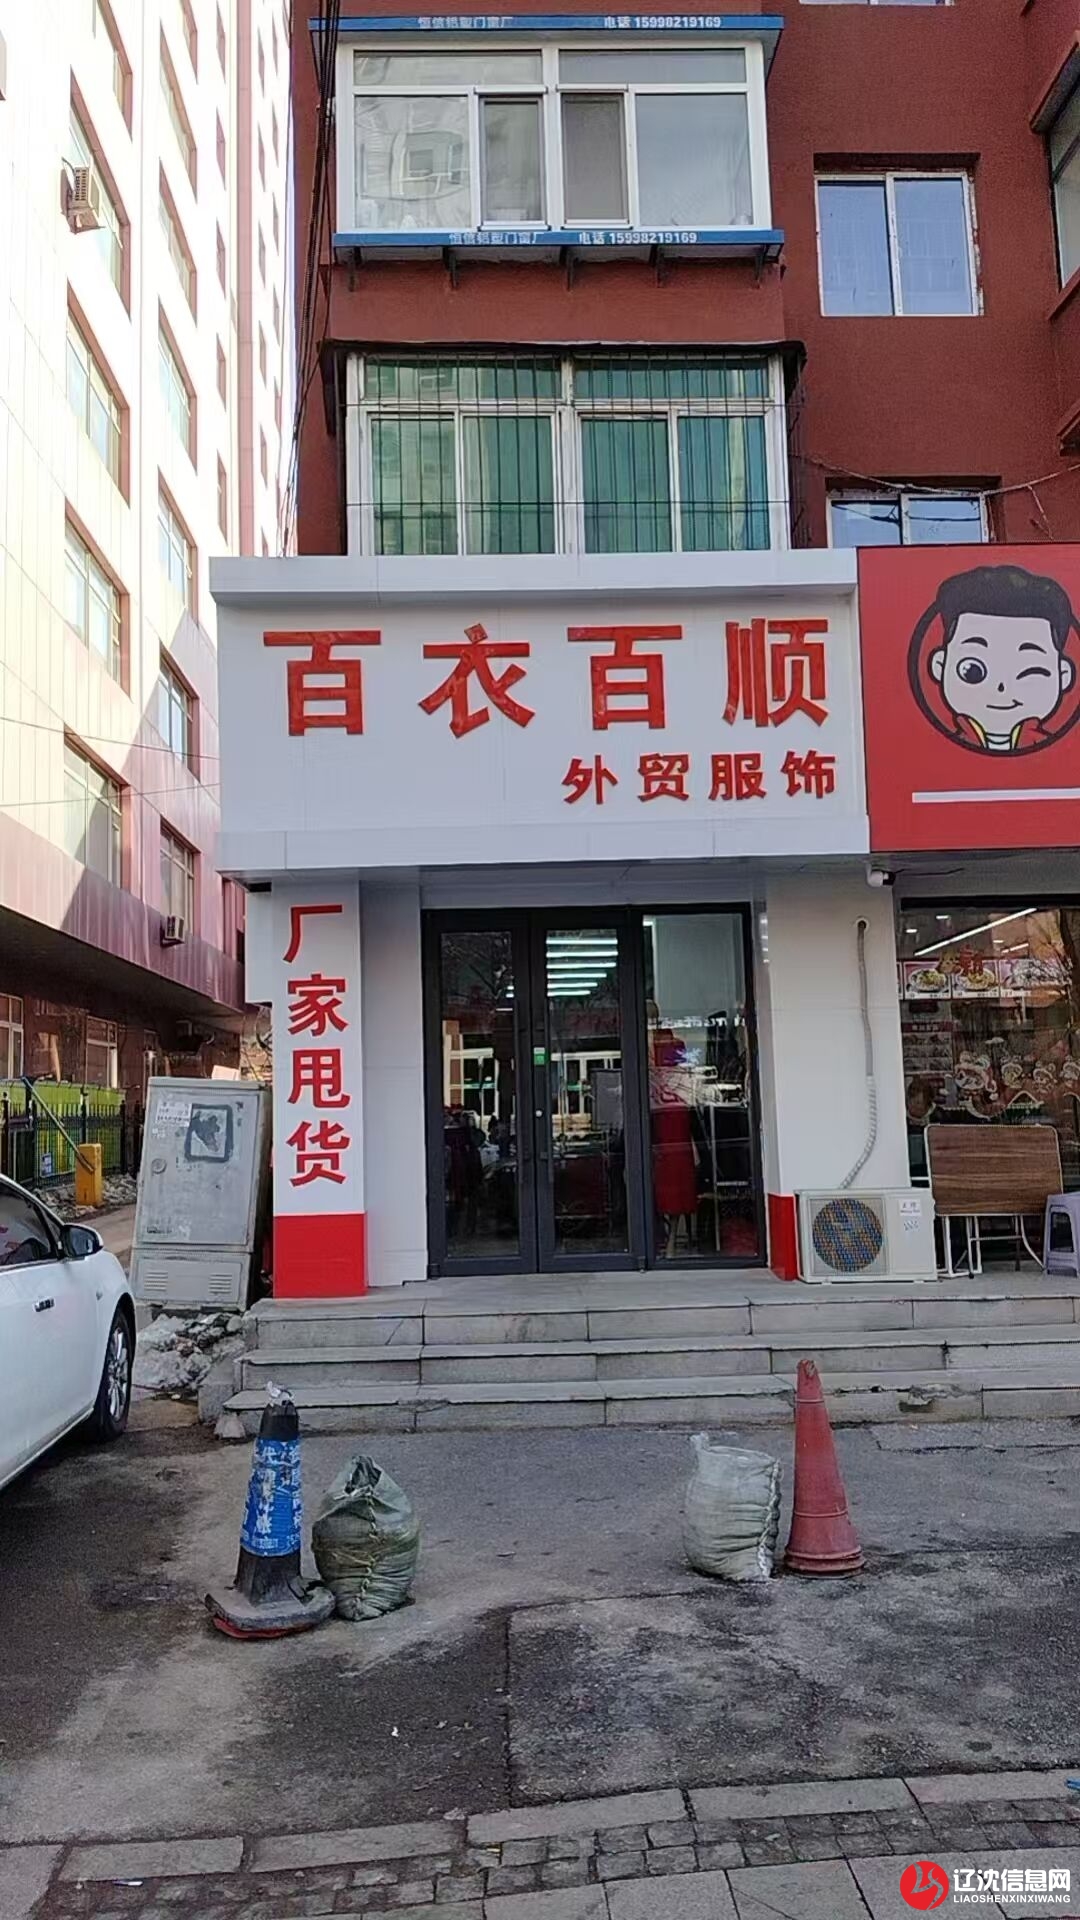 恒信铝塑门窗厂 电话 15998219169
恒信铝塑门窗厂 电话 15998219169
百衣百顺
外贸服饰
厂家甩货
辽沈信息网
LIAOSHENXINXIWANG